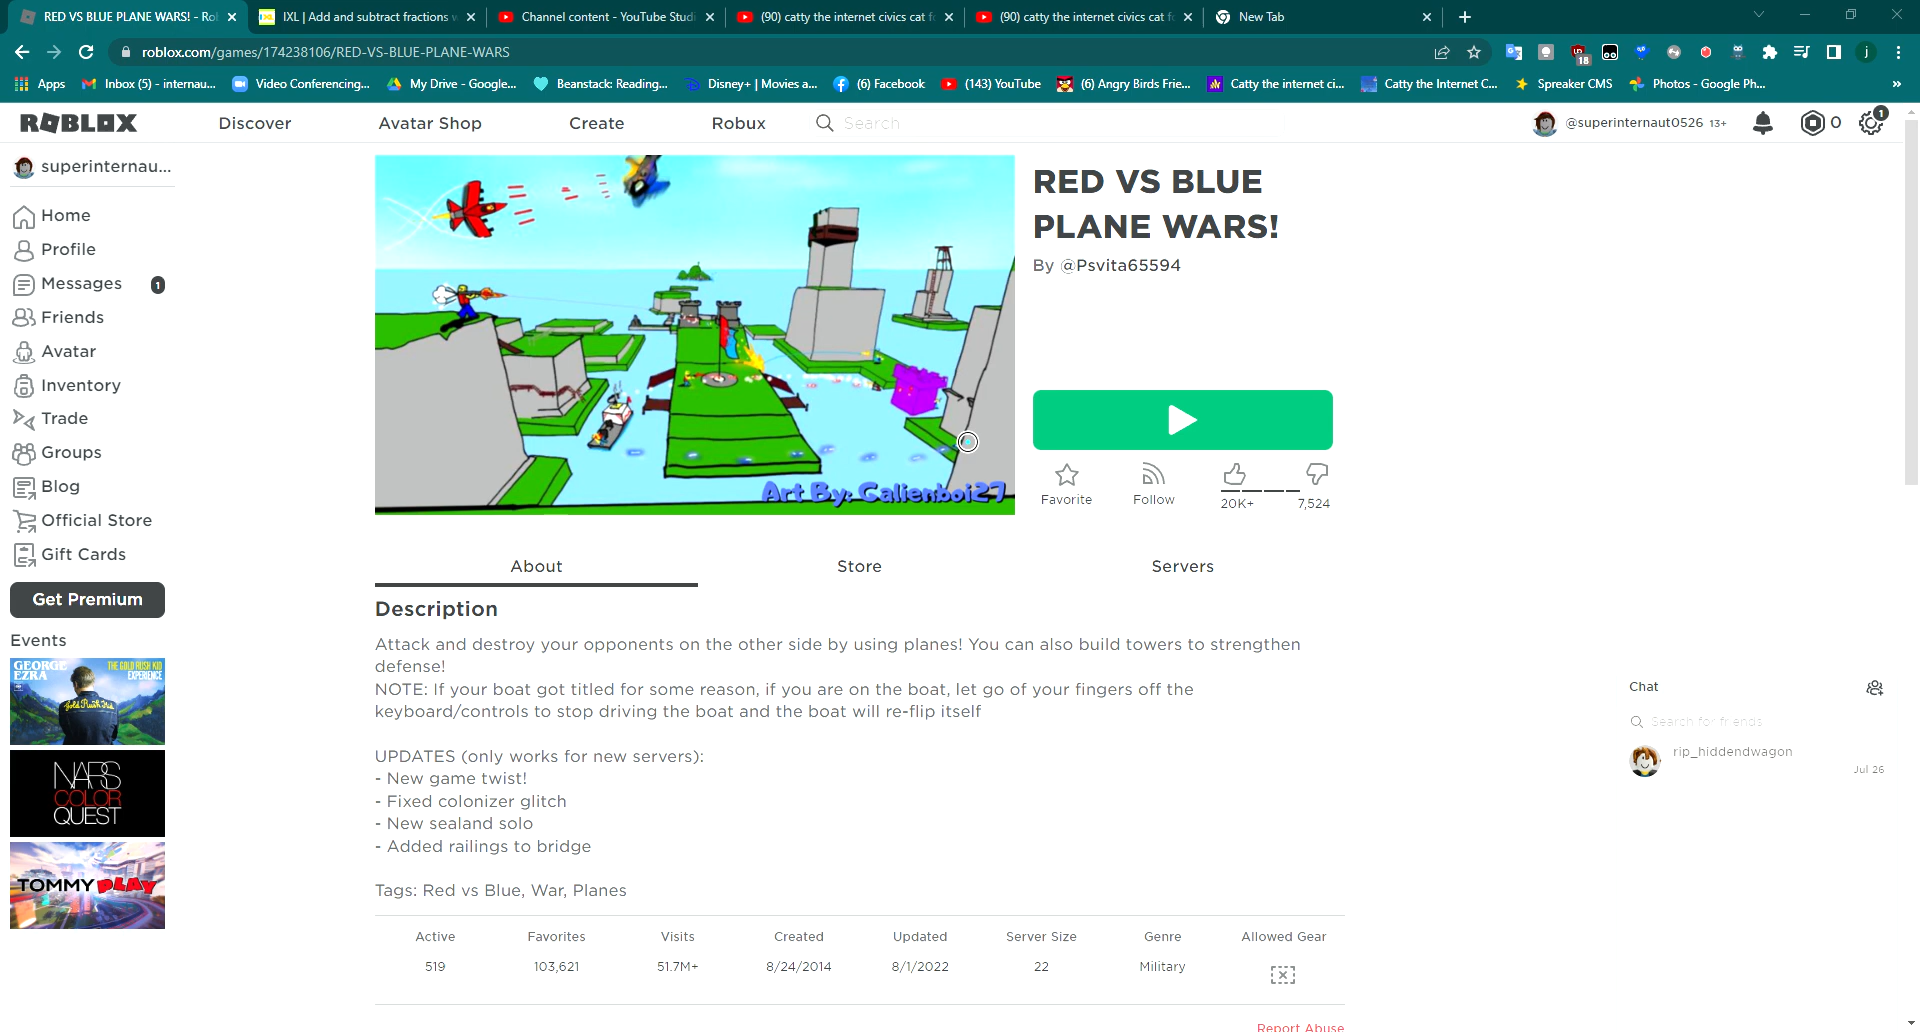 RED VS BLUE PLANE WARS! - Ro
IXL | Add and subtract fractions w
Channel content - YouTube Studi
(90) catty the internet civics cat f
(90) catty the internet civics cat f
New Tab
roblox.com/games/174238106/RED-VS-BLUE-PLANE-WARS
18
j
Apps
Inbox (5) - internau...
Video Conferencing...
My Drive - Google...
Beanstack: Reading...
Disney+ | Movies a...
(6) Facebook
(143) YouTube
(6) Angry Birds Frie...
Catty the internet ci...
Catty the Internet C...
Spreaker CMS
Photos - Google Ph...
»
ROBLOX
Discover
Avatar Shop
Create
Robux
Search
@superinternaut0526 13+
0
1
superinternau...
Home
Profile
Messages 1
Friends
Avatar
Inventory
Trade
Groups
Blog
Official Store
Gift Cards
Get Premium
Events
GEORGE EZRA
THE GOLD RUSH KID
EXPERIENCE
Gold Rush Kid
NARS
COLOR
QUEST
TOMMY PLAY
Art By: Calienboi27
RED VS BLUE
PLANE WARS!
By @Psvita65594
Favorite
Follow
20K+
7,524
About
Store
Servers
Description
Attack and destroy your opponents on the other side by using planes! You can also build towers to strengthen
defense!
NOTE: If your boat got titled for some reason, if you are on the boat, let go of your fingers off the
keyboard/controls to stop driving the boat and the boat will re-flip itself
UPDATES (only works for new servers):
- New game twist!
- Fixed colonizer glitch
- New sealand solo
- Added railings to bridge
Tags: Red vs Blue, War, Planes
Active Favorites Visits Created Updated Server Size Genre Allowed Gear
519 103,621 51.7M+ 8/24/2014 8/1/2022 22 Military
Report Abuse
Chat
Search for friends
rip_hiddendwagon
Jul 26